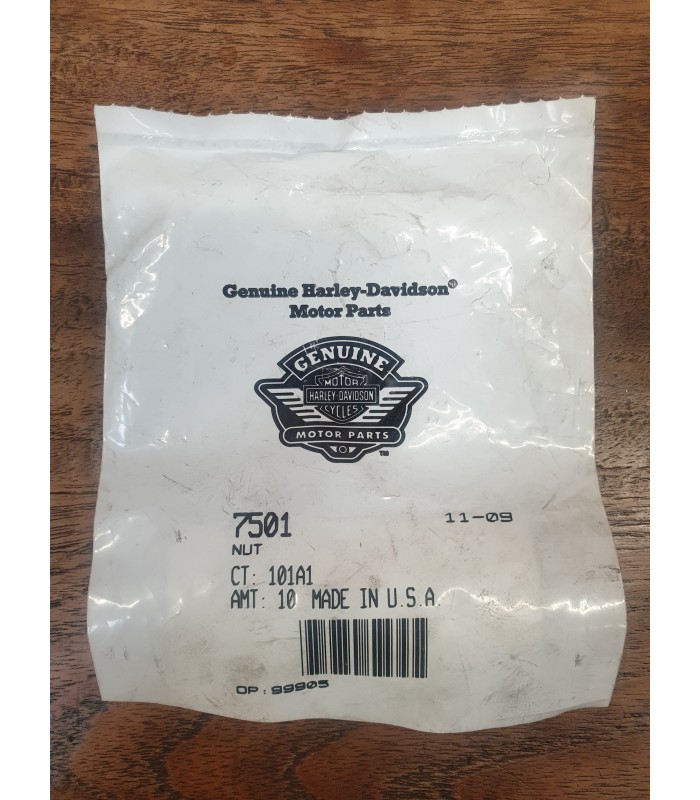 Genuine Harley-Davidson®
Motor Parts
GENUINE
MOTOR
HARLEY-DAVIDSON
CYCLES
MOTOR PARTS
TM
7501 11-09
NUT
CT: 101A1
AMT: 10 MADE IN U.S.A.
OP: 99905